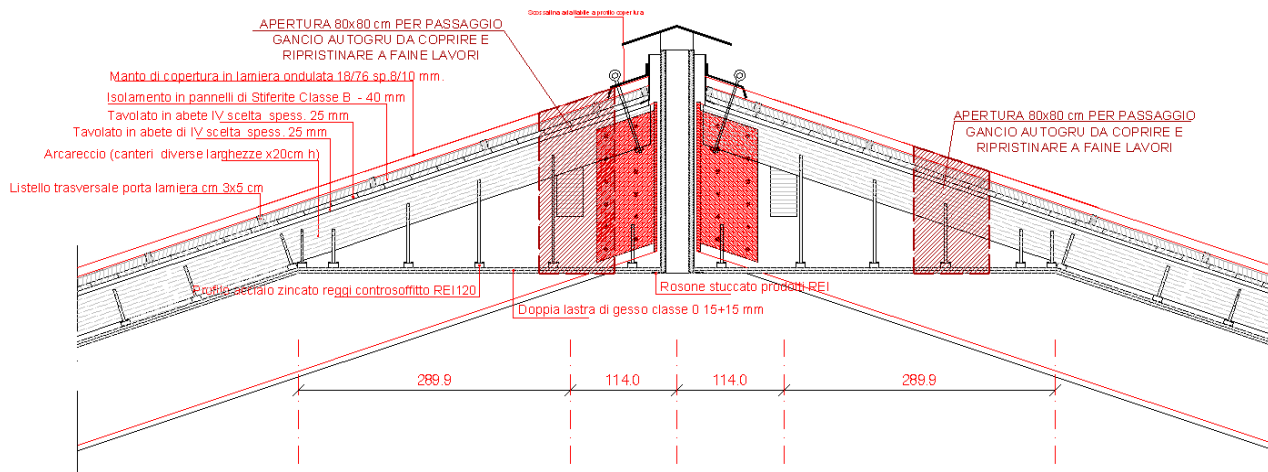 Scossalina adattabile a profilo copertura
APERTURA 80x80 cm PER PASSAGGIO
GANCIO AUTOGRU DA COPRIRE E
RIPRISTINARE A FAINE LAVORI
Manto di copertura in lamiera ondulata 18/76 sp.8/10 mm.
Isolamento in pannelli di Stiferite Classe B - 40 mm
Tavolato in abete IV scelta spess. 25 mm
Tavolato in abete di IV scelta spess. 25 mm
Arcareccio (canteri diverse larghezze x20cm h)
Listello trasversale porta lamiera cm 3x5 cm
APERTURA 80x80 cm PER PASSAGGIO
GANCIO AUTOGRU DA COPRIRE E
RIPRISTINARE A FAINE LAVORI
Profilo acciaio zincato reggi controsoffitto REI120
Rosone stuccato prodotti REI
Doppia lastra di gesso classe 0 15+15 mm
289.9
114.0
114.0
289.9